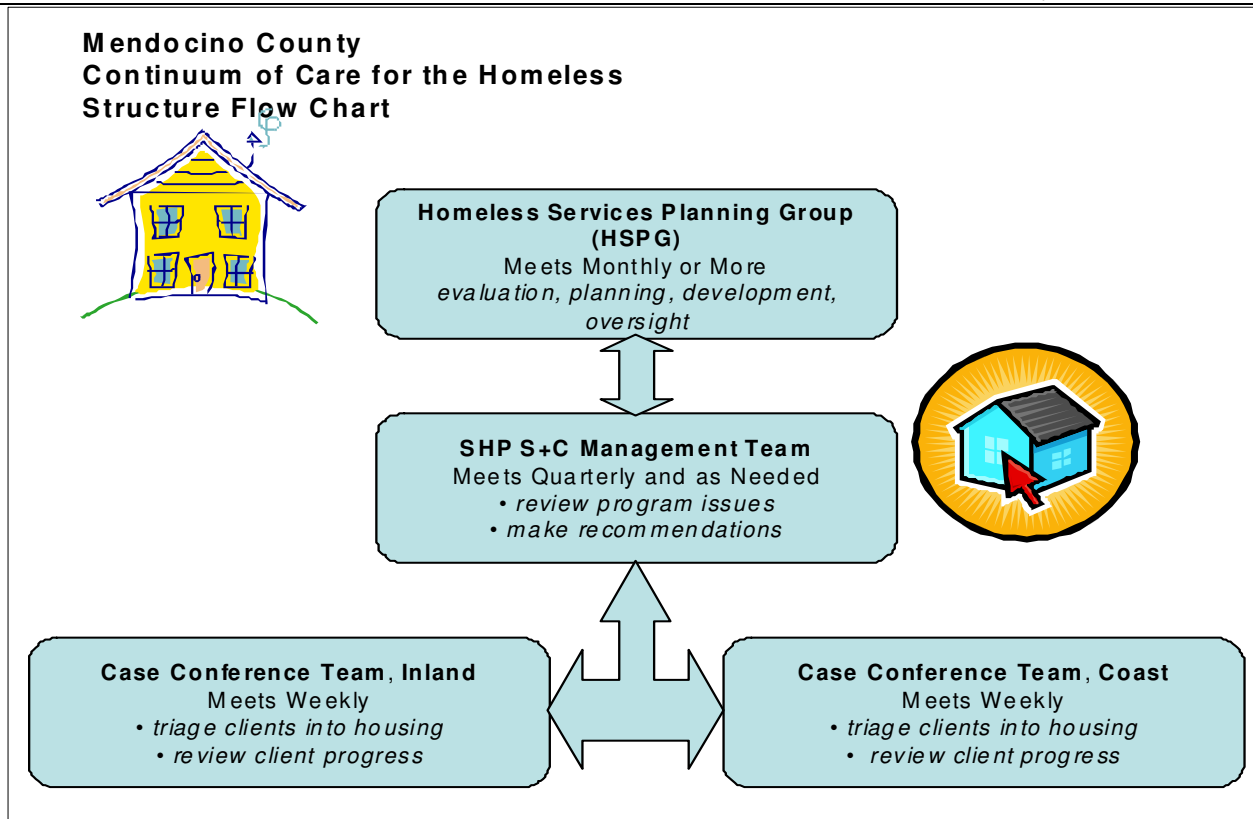 Mendocino County
Continuum of Care for the Homeless
Structure Flow Chart
Homeless Services Planning Group
(HSPG)
Meets Monthly or More
evaluation, planning, development,
oversight
SHP S+C Management Team
Meets Quarterly and as Needed
• review program issues
• make recommendations
Case Conference Team, Inland
Meets Weekly
• triage clients into housing
• review client progress
Case Conference Team, Coast
Meets Weekly
• triage clients into housing
• review client progress